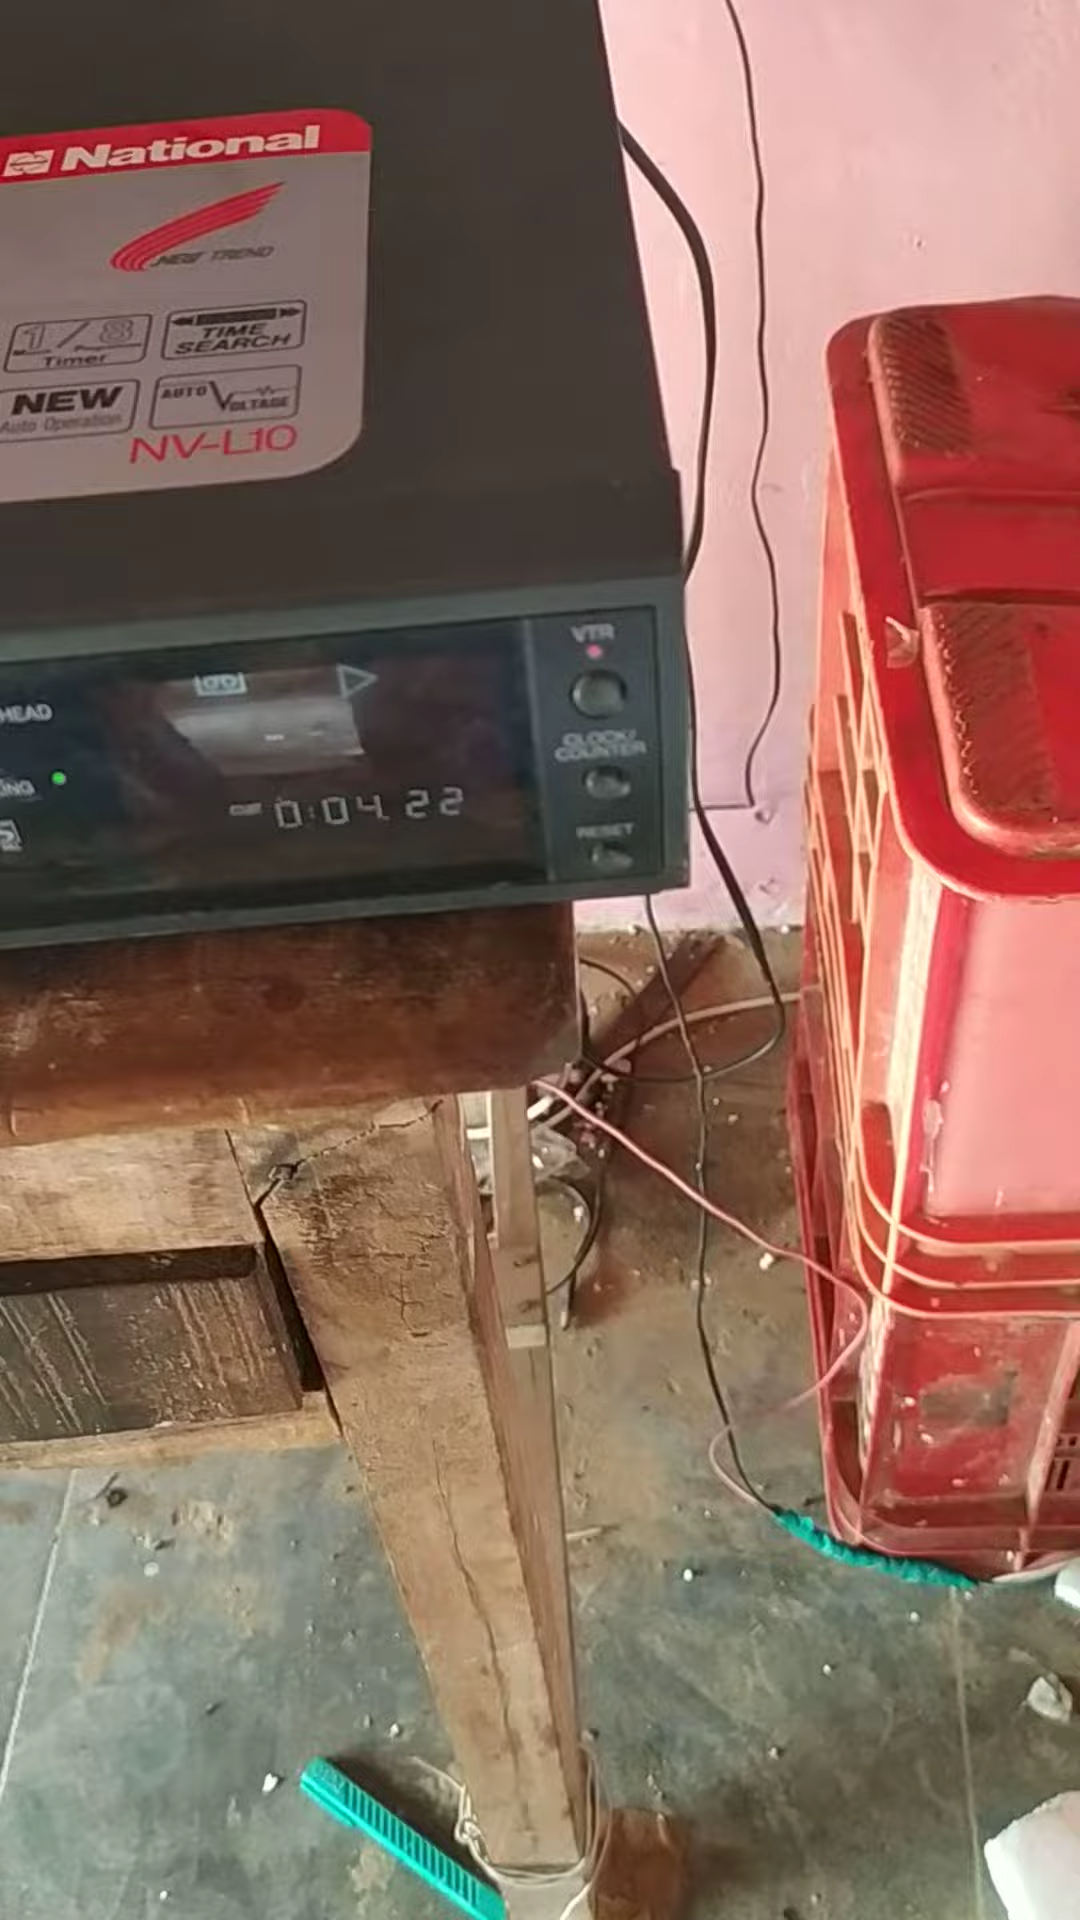 National
NEW TREND
1/8
Timer
TIME
SEARCH
NEW
Auto Operation
AUTO VOLTAGE
NV-L10
VTR
HEAD
CLOCK/
COUNTER
0:04.22
RESET